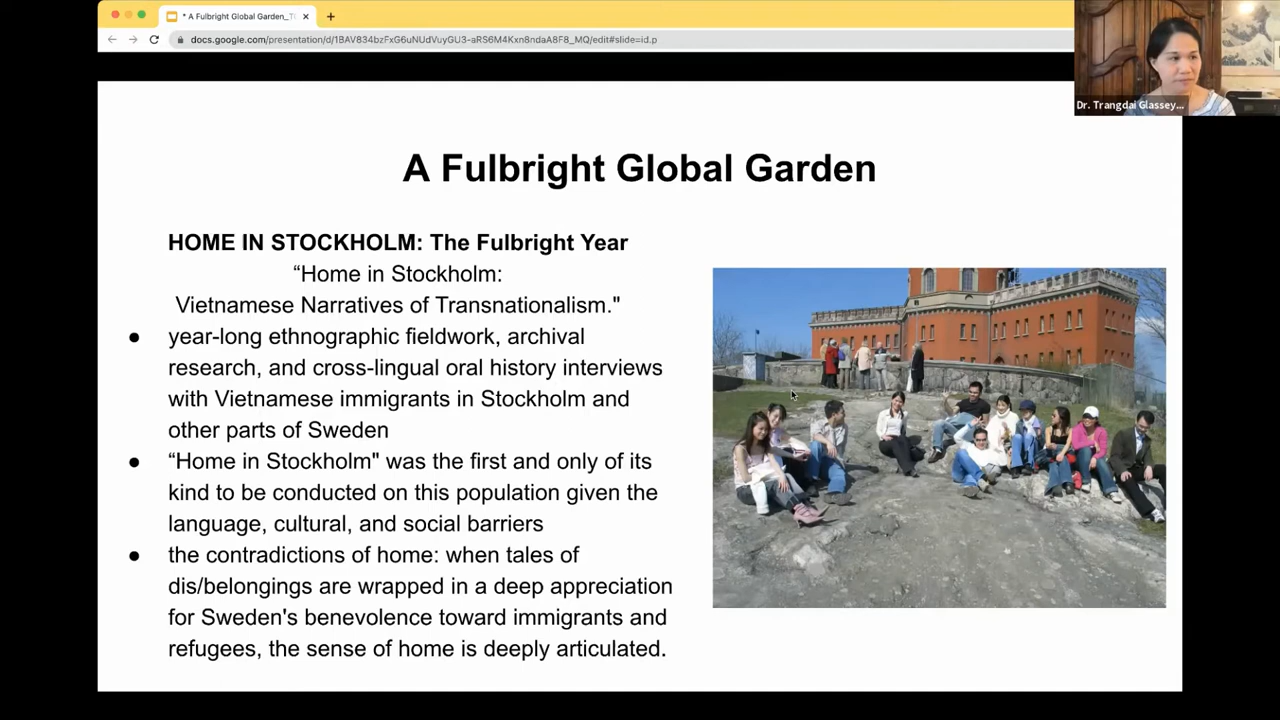 * A Fulbright Global Garden_T
docs.google.com/presentation/d/1BAV834bzFxG6uNUdVuyGU3-aRS6M4Kxn8ndaA8F8_MQ/edit#slide=id.p
Dr. Trangdai Glassey...
A Fulbright Global Garden
HOME IN STOCKHOLM: The Fulbright Year
“Home in Stockholm:
Vietnamese Narratives of Transnationalism."
● year-long ethnographic fieldwork, archival
research, and cross-lingual oral history interviews
with Vietnamese immigrants in Stockholm and
other parts of Sweden
● “Home in Stockholm" was the first and only of its
kind to be conducted on this population given the
language, cultural, and social barriers
● the contradictions of home: when tales of
dis/belongings are wrapped in a deep appreciation
for Sweden's benevolence toward immigrants and
refugees, the sense of home is deeply articulated.